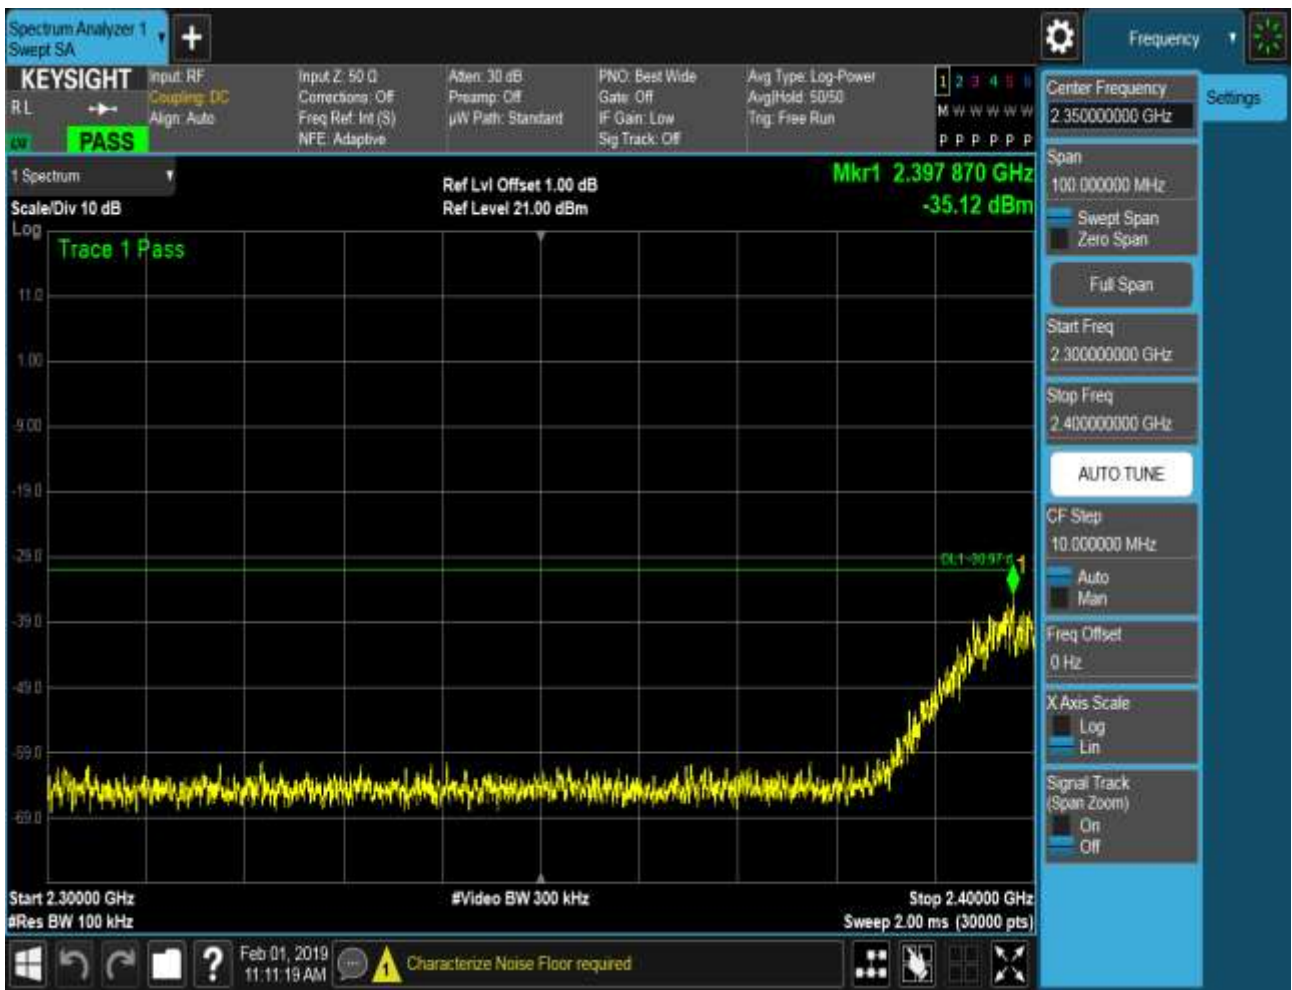 Spectrum Analyzer 1
Swept SA
+
Frequency
KEYSIGHT
Input: RF
Input Z: 50 Ω
Atten: 30 dB
PNO: Best Wide
Avg Type: Log-Power
1 2 3 4 5 6
R L
Coupling: DC
Corrections: Off
Preamp: Off
Gate: Off
Avg|Hold: 50/50
M W W W W W
Align: Auto
Freq Ref: Int (S)
µW Path: Standard
IF Gain: Low
Trig: Free Run
PASS
NFE: Adaptive
Sig Track: Off
P P P P P P
1 Spectrum
Mkr1 2.397 870 GHz
Ref Lvl Offset 1.00 dB
Scale/Div 10 dB
Ref Level 21.00 dBm
-35.12 dBm
Log
Trace 1 Pass
11.0
1.00
-9.00
-19.0
-29.0
DL1 -30.97 d
1
-39.0
-49.0
-59.0
-69.0
Start 2.30000 GHz
#Video BW 300 kHz
Stop 2.40000 GHz
#Res BW 100 kHz
Sweep 2.00 ms (30000 pts)
?
Feb 01, 2019
11:11:19 AM
1
Characterize Noise Floor required
Center Frequency
2.350000000 GHz
Settings
Span
100.000000 MHz
Swept Span
Zero Span
Full Span
Start Freq
2.300000000 GHz
Stop Freq
2.400000000 GHz
AUTO TUNE
CF Step
10.000000 MHz
Auto
Man
Freq Offset
0 Hz
X Axis Scale
Log
Lin
Signal Track
(Span Zoom)
On
Off